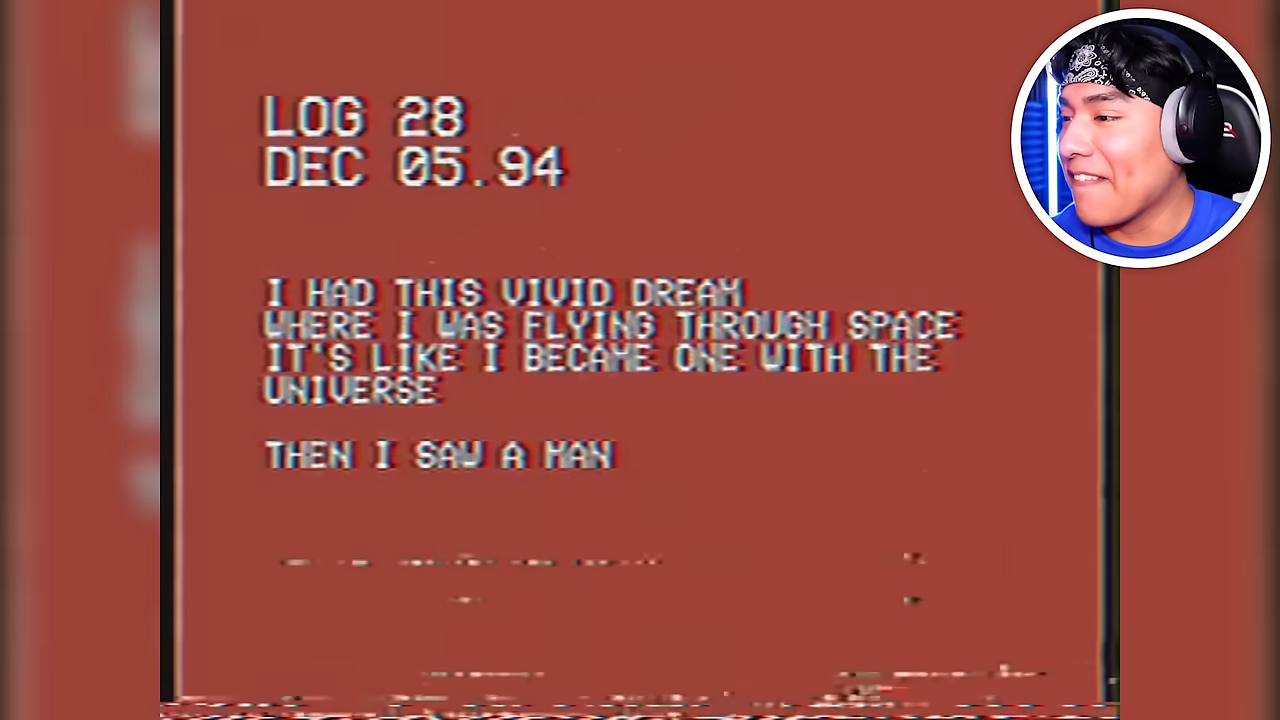 LOG 28
DEC 05.94
I HAD THIS VIVID DREAM
WHERE I WAS FLYING THROUGH SPACE
IT'S LIKE I BECAME ONE WITH THE
UNIVERSE
THEN I SAW A MAN